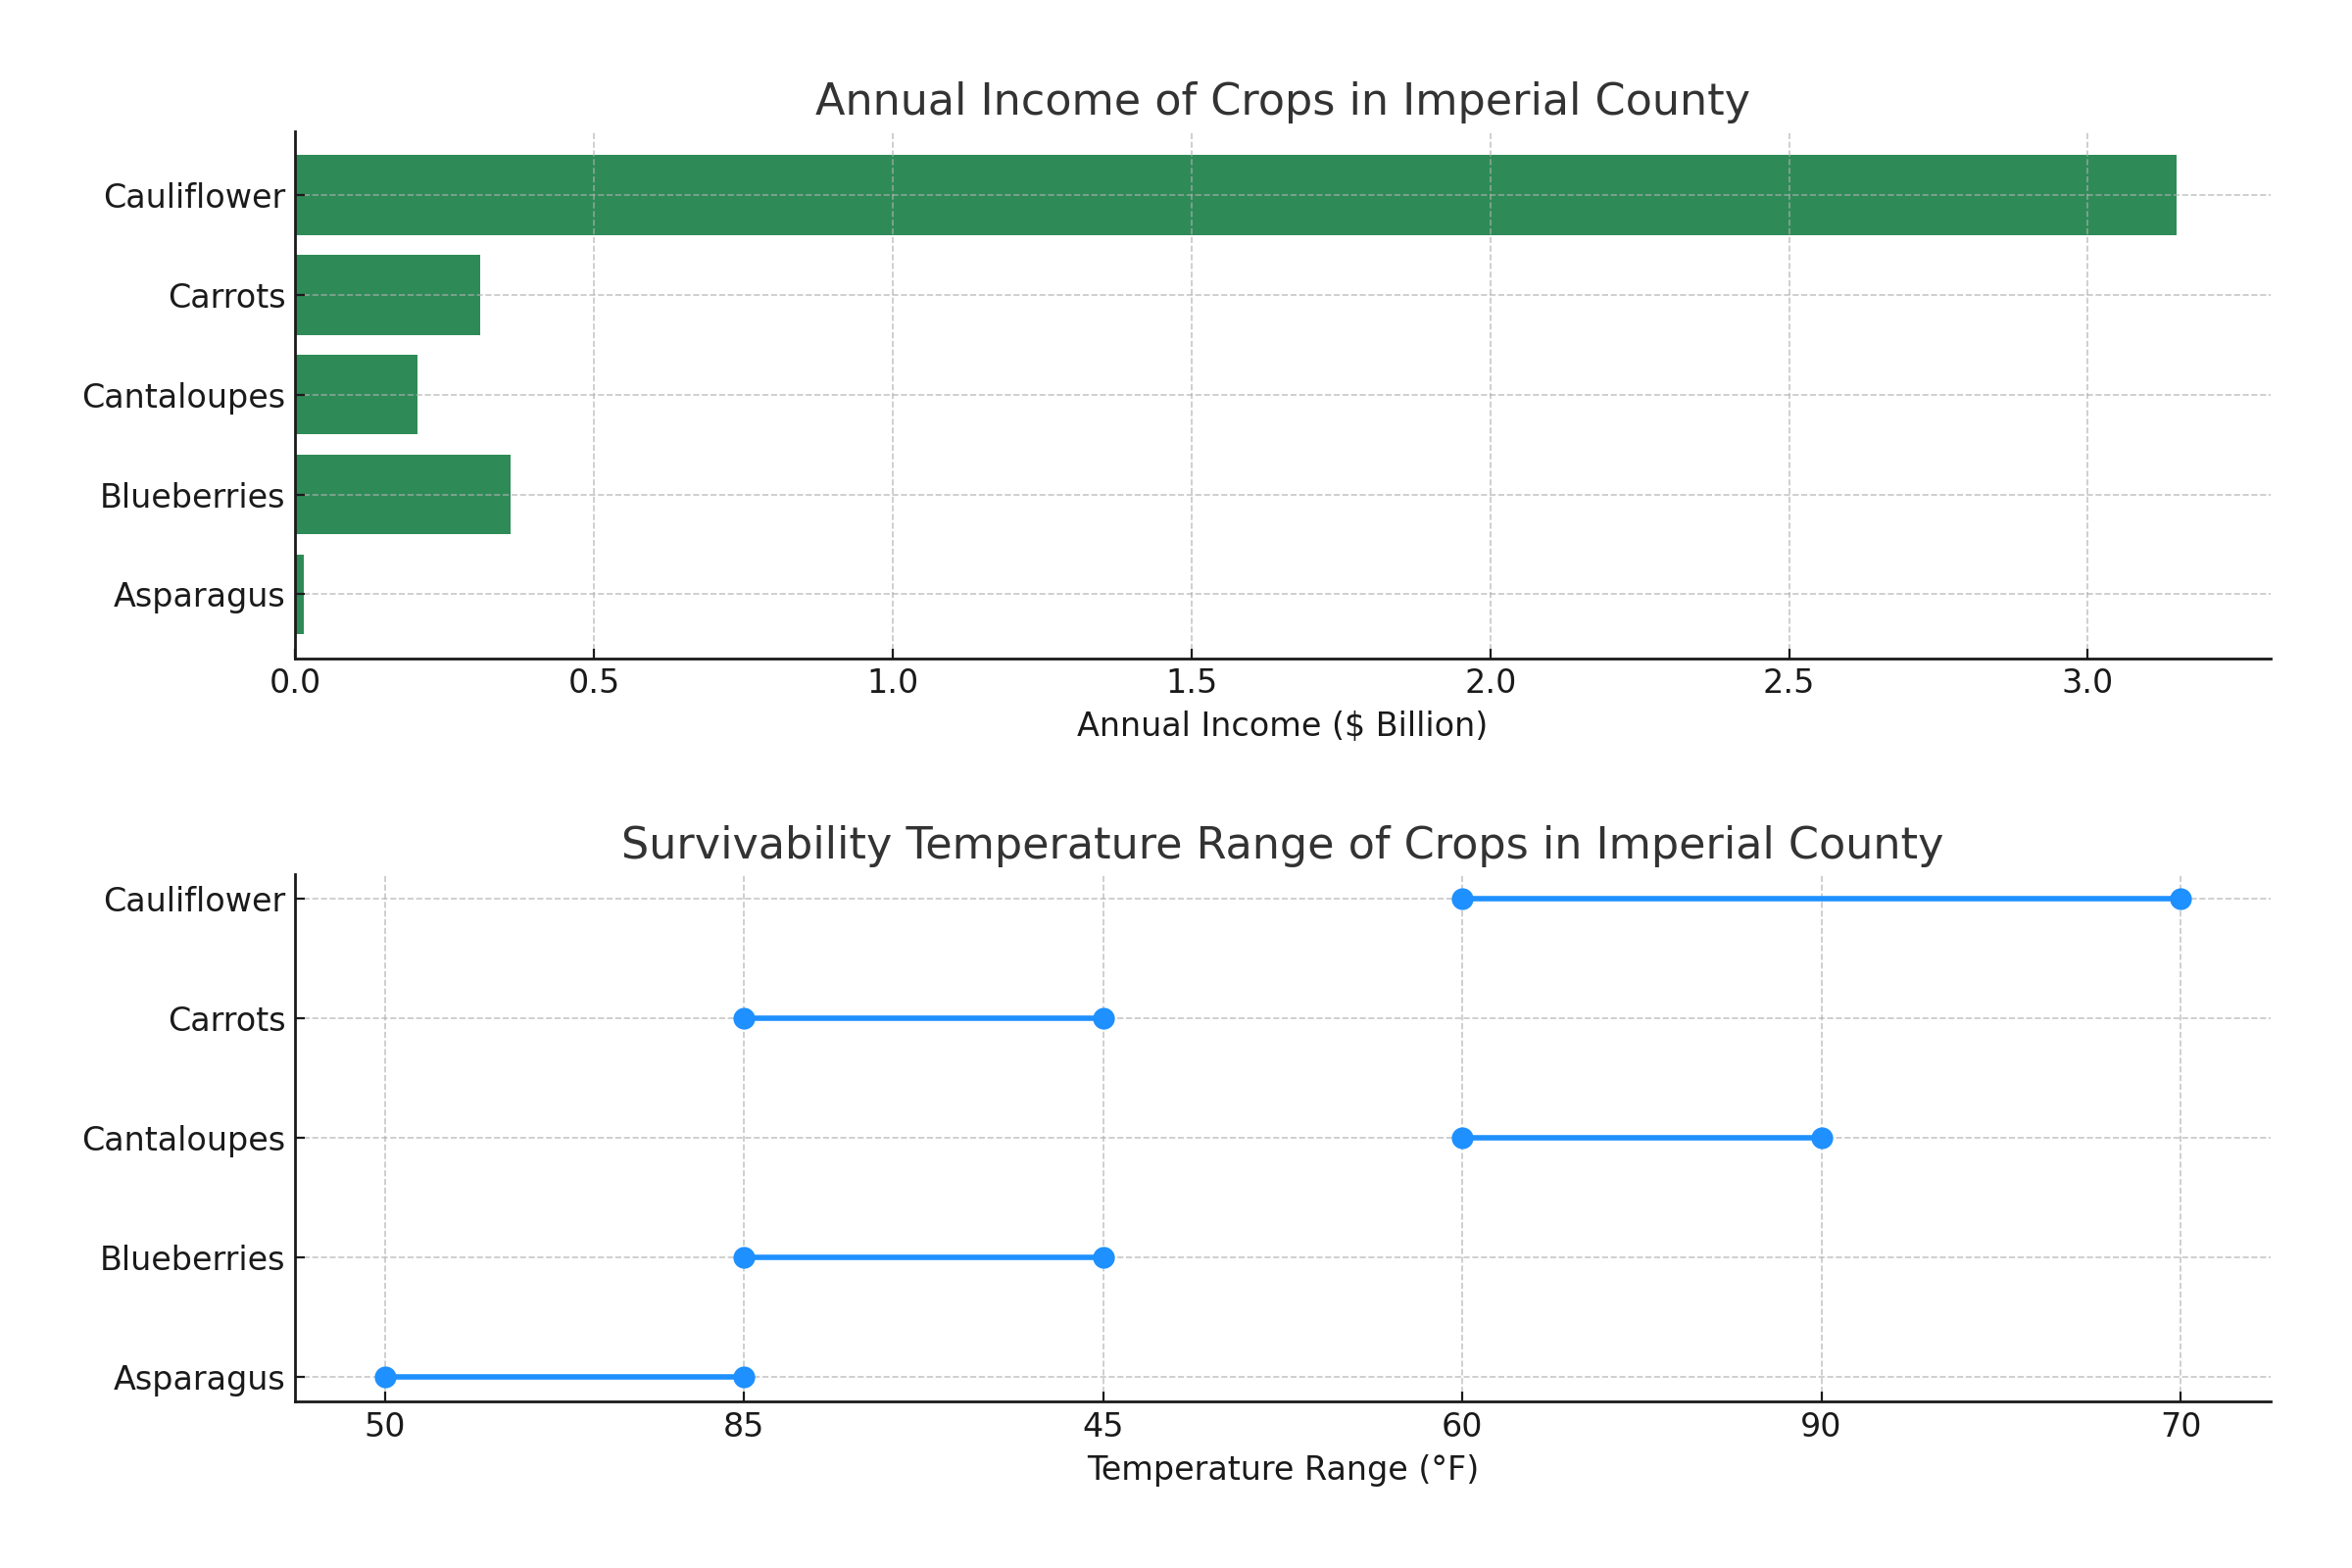 Annual Income of Crops in Imperial County
Cauliflower
Carrots
Cantaloupes
Blueberries
Asparagus
0.0 0.5 1.0 1.5 2.0 2.5 3.0
Annual Income ($ Billion)
Survivability Temperature Range of Crops in Imperial County
Cauliflower
Carrots
Cantaloupes
Blueberries
Asparagus
50 85 45 60 90 70
Temperature Range (°F)